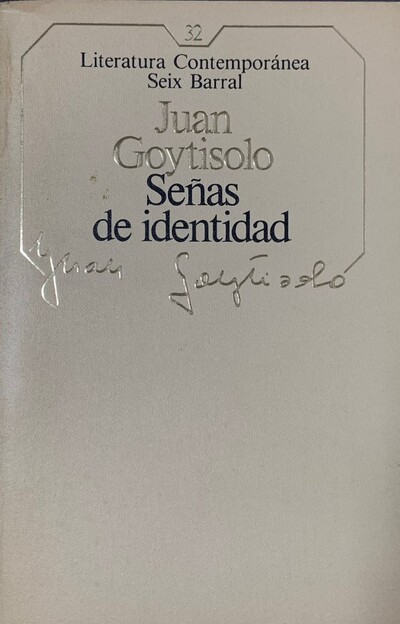 32
Literatura Contemporánea
Seix Barral
Juan
Goytisolo
Señas
de identidad
Juan Goytisolo